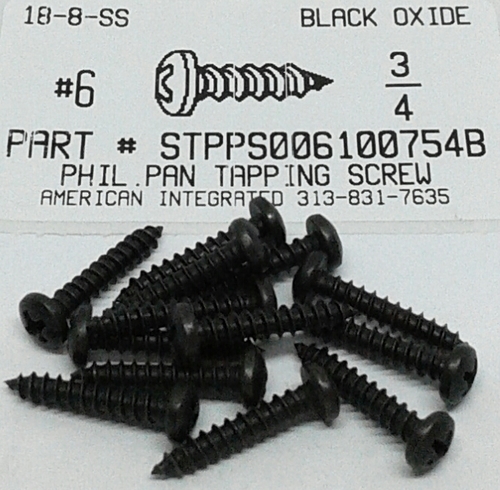 18-8-SS BLACK OXIDE
#6 3/4
PART # STPPS006100754B
PHIL.PAN TAPPING SCREW
AMERICAN INTEGRATED 313-831-7635